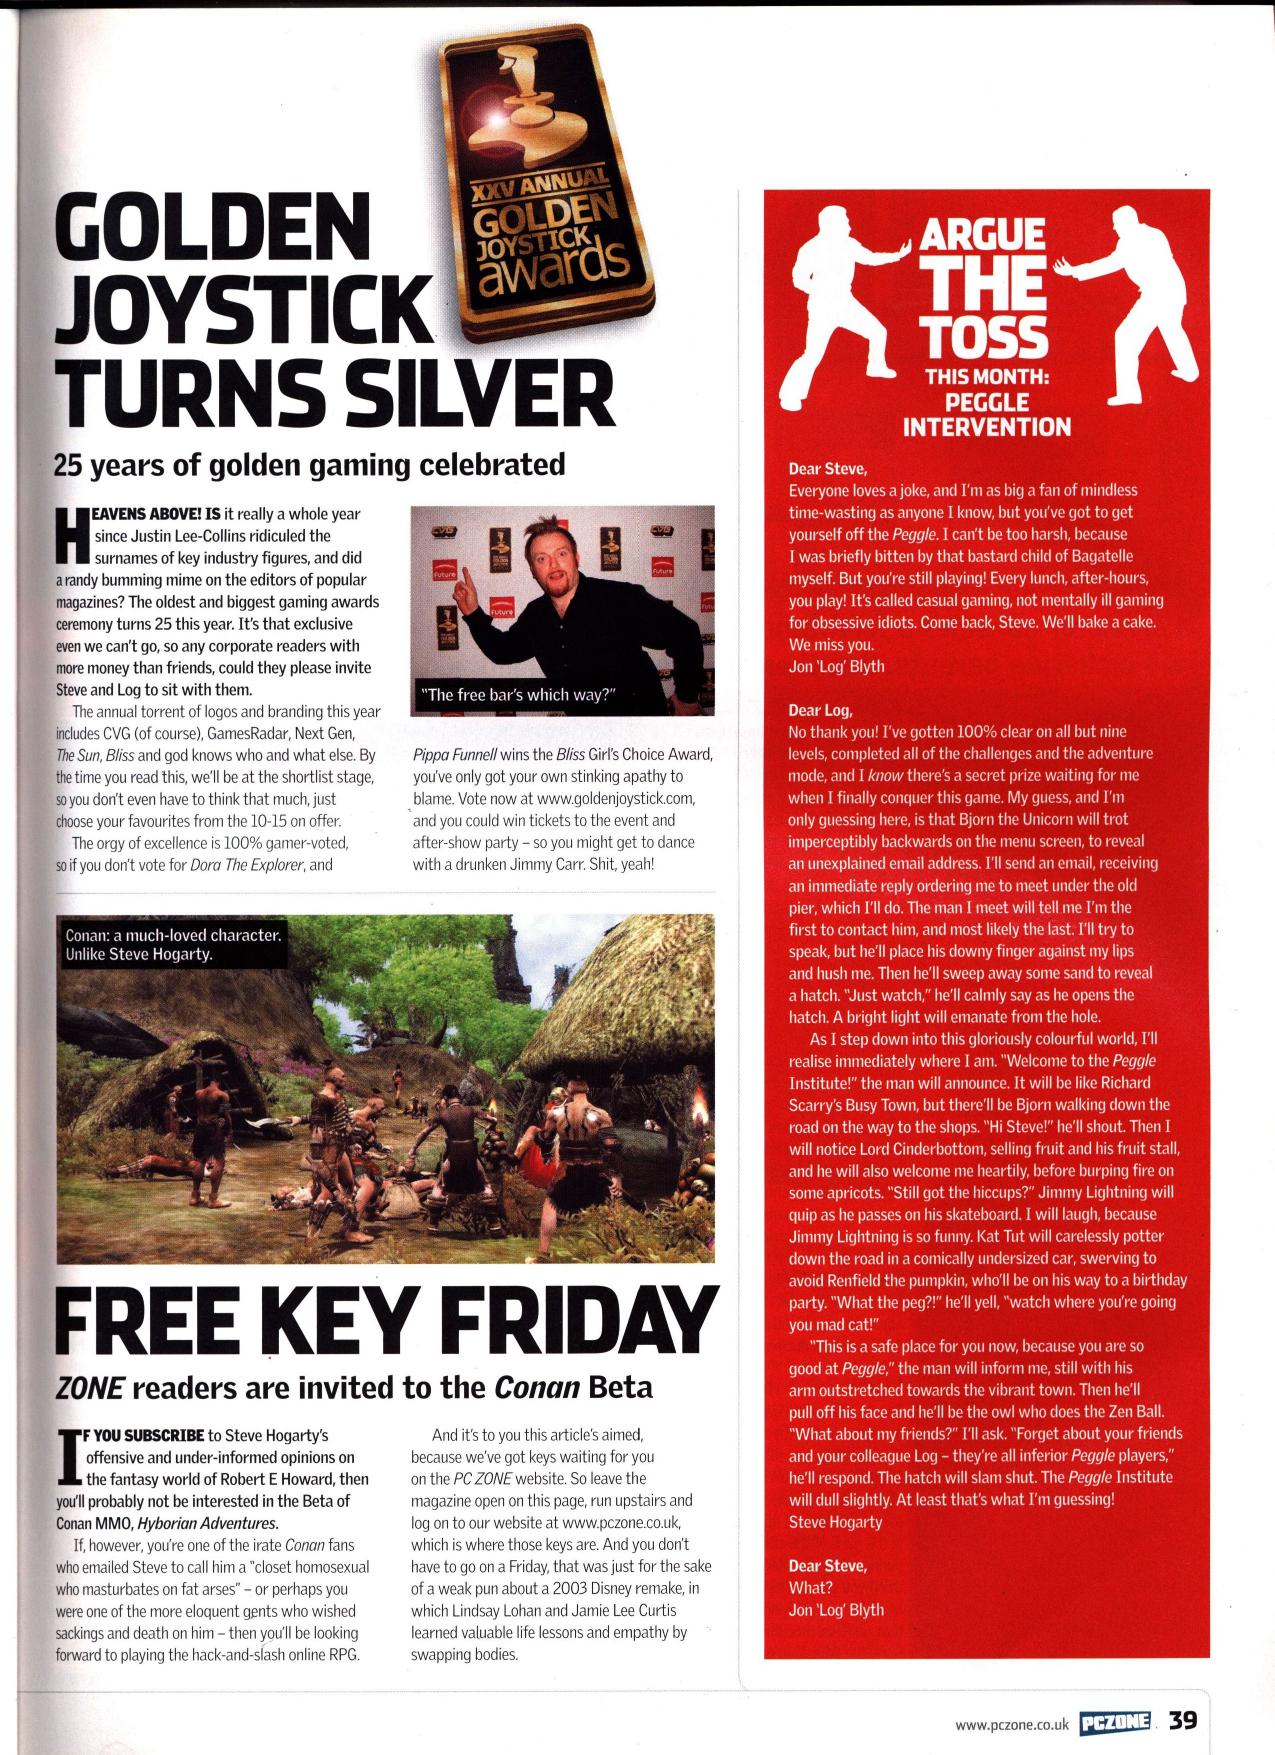 XXV ANNUAL
GOLDEN
JOYSTICK
awards
GOLDEN
JOYSTICK
TURNS SILVER
25 years of golden gaming celebrated
HEAVENS ABOVE! IS it really a whole year
since Justin Lee-Collins ridiculed the
surnames of key industry figures, and did
a randy bumming mime on the editors of popular
magazines? The oldest and biggest gaming awards
ceremony turns 25 this year. It's that exclusive
even we can't go, so any corporate readers with
more money than friends, could they please invite
Steve and Log to sit with them.
The annual torrent of logos and branding this year
includes CVG (of course), GamesRadar, Next Gen,
The Sun, Bliss and god knows who and what else. By
the time you read this, we'll be at the shortlist stage,
so you don't even have to think that much, just
choose your favourites from the 10-15 on offer.
The orgy of excellence is 100% gamer-voted,
so if you don't vote for Dora The Explorer, and
CVG
CVG
Future
Future
Future
"The free bar's which way?"
Pippa Funnell wins the Bliss Girl's Choice Award,
you've only got your own stinking apathy to
blame. Vote now at www.goldenjoystick.com,
and you could win tickets to the event and
after-show party – so you might get to dance
with a drunken Jimmy Carr. Shit, yeah!
Conan: a much-loved character.
Unlike Steve Hogarty.
FREE KEY FRIDAY
ZONE readers are invited to the Conan Beta
IF YOU SUBSCRIBE to Steve Hogarty's
offensive and under-informed opinions on
the fantasy world of Robert E Howard, then
you'll probably not be interested in the Beta of
Conan MMO, Hyborian Adventures.
If, however, you're one of the irate Conan fans
who emailed Steve to call him a "closet homosexual
who masturbates on fat arses" – or perhaps you
were one of the more eloquent gents who wished
sackings and death on him – then you'll be looking
forward to playing the hack-and-slash online RPG.
And it's to you this article's aimed,
because we've got keys waiting for you
on the PC ZONE website. So leave the
magazine open on this page, run upstairs and
log on to our website at www.pczone.co.uk,
which is where those keys are. And you don't
have to go on a Friday, that was just for the sake
of a weak pun about a 2003 Disney remake, in
which Lindsay Lohan and Jamie Lee Curtis
learned valuable life lessons and empathy by
swapping bodies.
ARGUE
THE
TOSS
THIS MONTH:
PEGGLE
INTERVENTION
Dear Steve,
Everyone loves a joke, and I'm as big a fan of mindless
time-wasting as anyone I know, but you've got to get
yourself off the Peggle. I can't be too harsh, because
I was briefly bitten by that bastard child of Bagatelle
myself. But you're still playing! Every lunch, after-hours,
you play! It's called casual gaming, not mentally ill gaming
for obsessive idiots. Come back, Steve. We'll bake a cake.
We miss you.
Jon 'Log' Blyth
Dear Log,
No thank you! I've gotten 100% clear on all but nine
levels, completed all of the challenges and the adventure
mode, and I know there's a secret prize waiting for me
when I finally conquer this game. My guess, and I'm
only guessing here, is that Bjorn the Unicorn will trot
imperceptibly backwards on the menu screen, to reveal
an unexplained email address. I'll send an email, receiving
an immediate reply ordering me to meet under the old
pier, which I'll do. The man I meet will tell me I'm the
first to contact him, and most likely the last. I'll try to
speak, but he'll place his downy finger against my lips
and hush me. Then he'll sweep away some sand to reveal
a hatch. "Just watch," he'll calmly say as he opens the
hatch. A bright light will emanate from the hole.
As I step down into this gloriously colourful world, I'll
realise immediately where I am. "Welcome to the Peggle
Institute!" the man will announce. It will be like Richard
Scarry's Busy Town, but there'll be Bjorn walking down the
road on the way to the shops. "Hi Steve!" he'll shout. Then I
will notice Lord Cinderbottom, selling fruit and his fruit stall,
and he will also welcome me heartily, before burping fire on
some apricots. "Still got the hiccups?" Jimmy Lightning will
quip as he passes on his skateboard. I will laugh, because
Jimmy Lightning is so funny. Kat Tut will carelessly potter
down the road in a comically undersized car, swerving to
avoid Renfield the pumpkin, who'll be on his way to a birthday
party. "What the peg?!" he'll yell, "watch where you're going
you mad cat!"
"This is a safe place for you now, because you are so
good at Peggle," the man will inform me, still with his
arm outstretched towards the vibrant town. Then he'll
pull off his face and he'll be the owl who does the Zen Ball.
"What about my friends?" I'll ask. "Forget about your friends
and your colleague Log – they're all inferior Peggle players,"
he'll respond. The hatch will slam shut. The Peggle Institute
will dull slightly. At least that's what I'm guessing!
Steve Hogarty
Dear Steve,
What?
Jon 'Log' Blyth
www.pczone.co.uk PCZONE 39